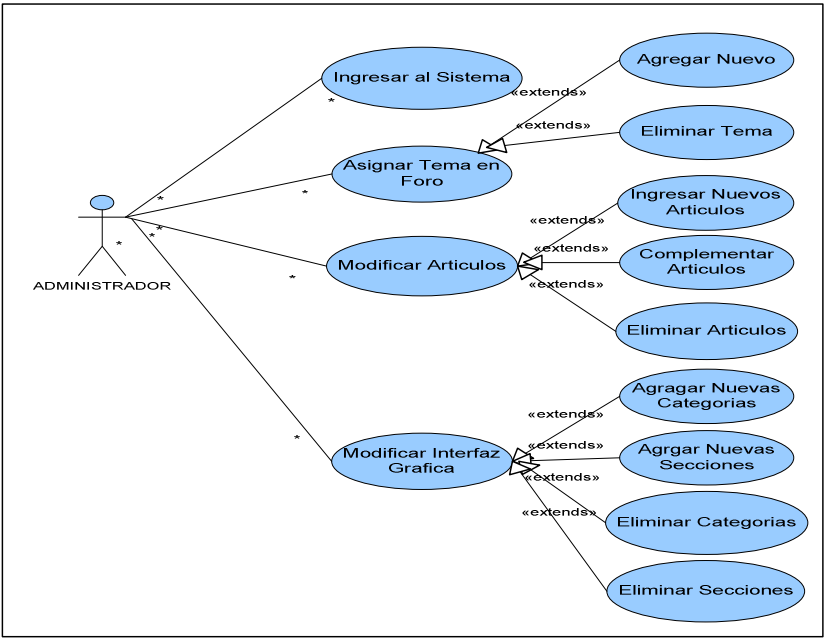 Agregar Nuevo
Ingresar al Sistema
«extends»
*
«extends»
Eliminar Tema
Asignar Tema en
Foro
*
*
Ingresar Nuevos
Articulos
«extends»
*
*
*
«extends»
Complementar
Articulos
Modificar Articulos
*
«extends»
ADMINISTRADOR
Eliminar Articulos
Agragar Nuevas
Categorias
«extends»
*
«extends»
Agrgar Nuevas
Secciones
Modificar Interfaz
Grafica
«extends»
«extends»
Eliminar Categorias
Eliminar Secciones